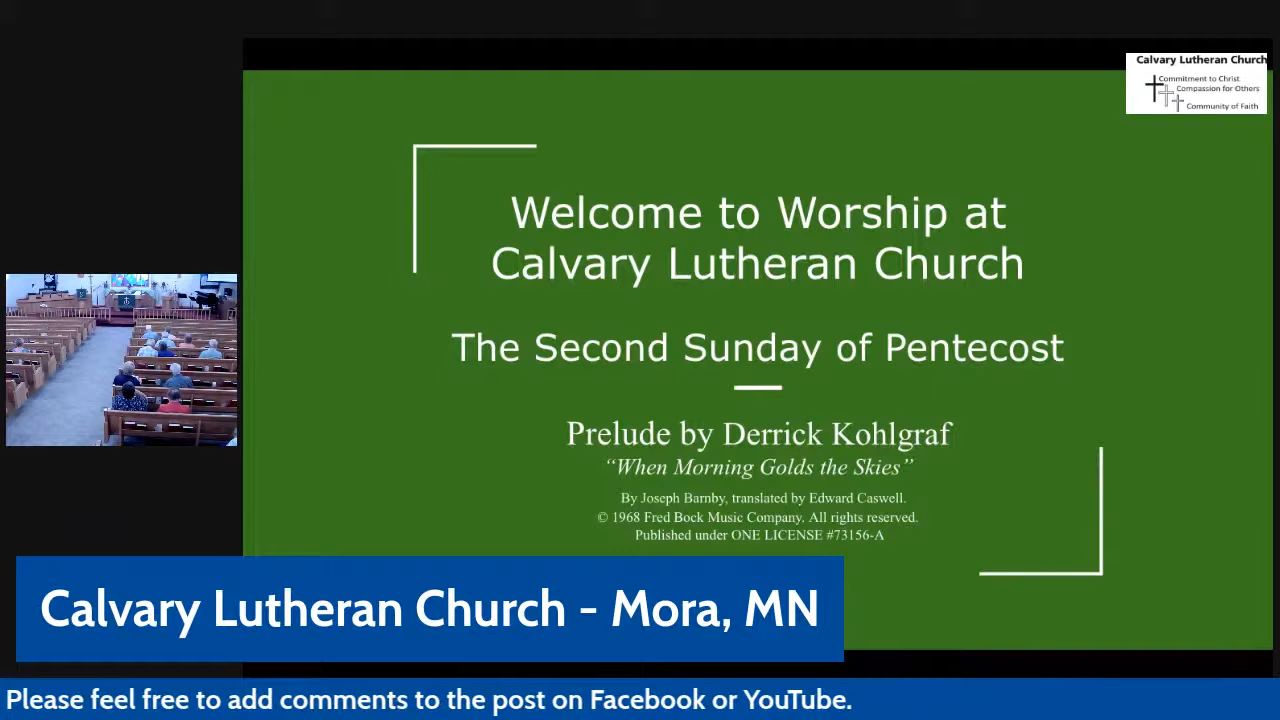 Calvary Lutheran Church
Commitment to Christ
Compassion for Others
Community of Faith
Welcome to Worship at
Calvary Lutheran Church
The Second Sunday of Pentecost
Prelude by Derrick Kohlgraf
“When Morning Golds the Skies”
By Joseph Barnby, translated by Edward Caswell.
© 1968 Fred Bock Music Company. All rights reserved.
Published under ONE LICENSE #73156-A
Calvary Lutheran Church - Mora, MN
Please feel free to add comments to the post on Facebook or YouTube.